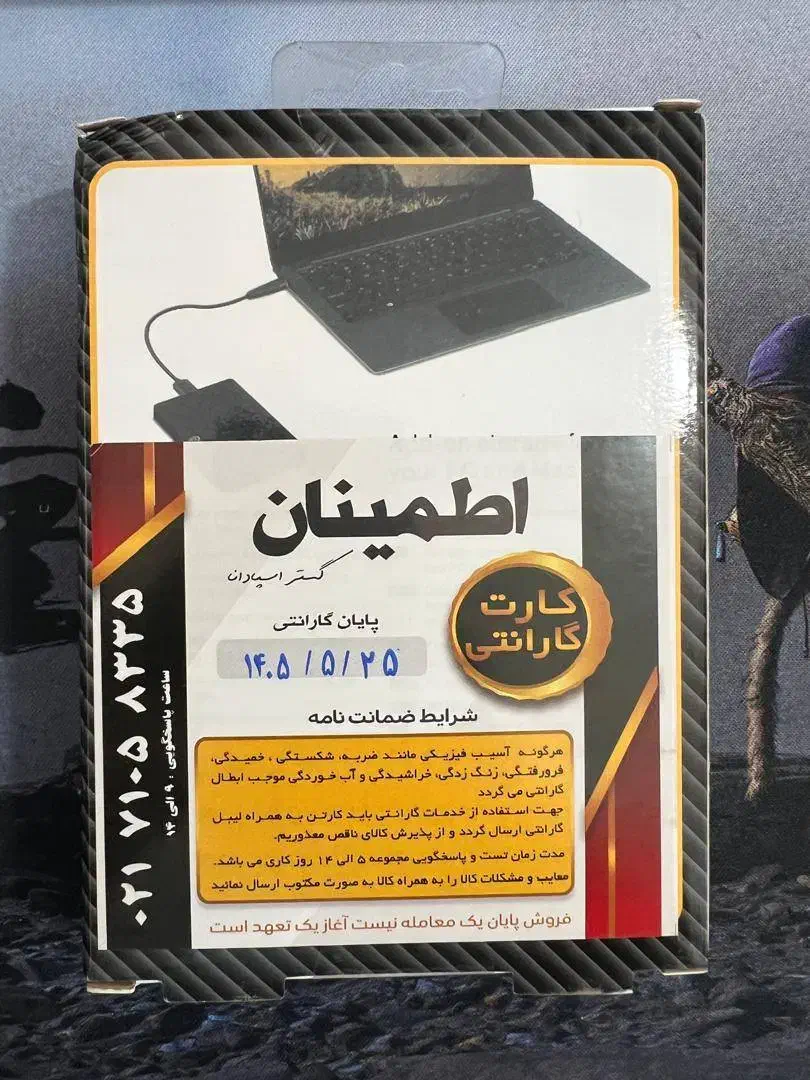 اطمینان
گستر اسپادانا
کارت
گارانتی
پایان گارانتی
۱۴۰۵/۵/۲۵
شرایط ضمانت نامه
هرگونه آسیب فیزیکی مانند ضربه، شکستگی، خمیدگی،
فرورفتگی، زنگ زدگی، خراشیدگی و آب خوردگی موجب ابطال
گارانتی می گردد
جهت استفاده از خدمات گارانتی باید کارتن به همراه لیبل
گارانتی ارسال گردد و از پذیرش کالای ناقص معذوریم.
مدت زمان تست و پاسخگویی مجموعه ۵ الی ۱۴ روز کاری می باشد.
معایب و مشکلات کالا را به همراه کالا به صورت مکتوب ارسال نمائید
فروش پایان یک معامله نیست آغاز یک تعهد است
۰۲۱ ۷۱۰۵ ۸۳۳۵
ساعت پاسخگویی : ۹ الی ۱۴